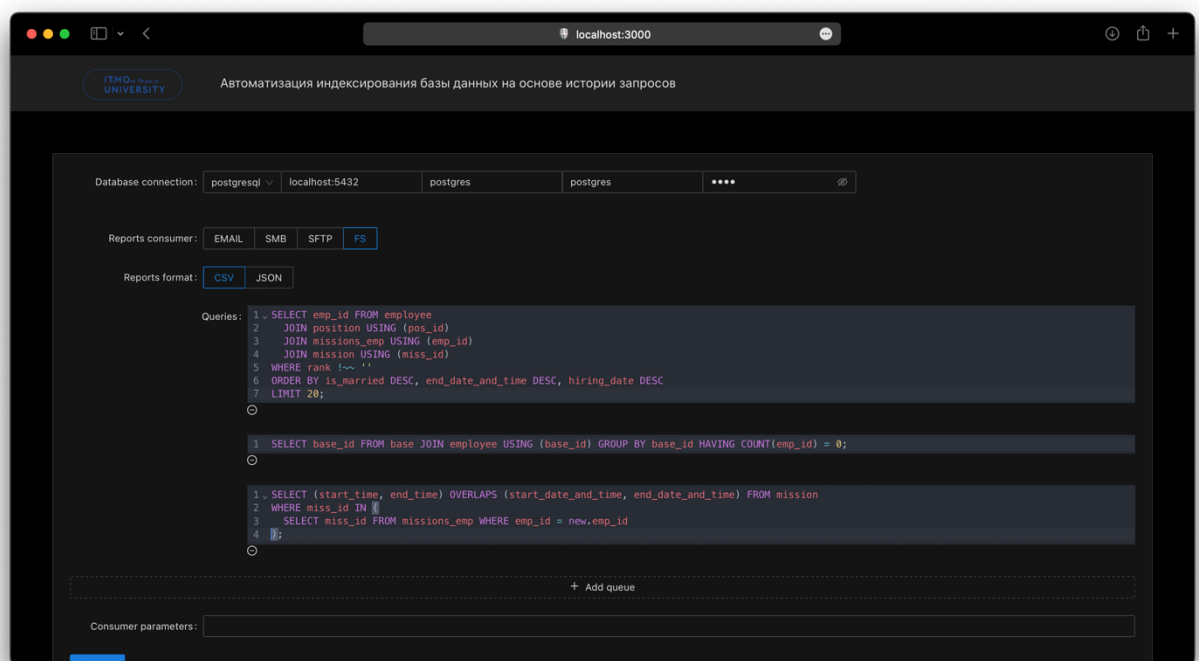 localhost:3000
ITMO
UNIVERSITY
Автоматизация индексирования базы данных на основе истории запросов
Database connection: postgresql localhost:5432 postgres postgres ••••
Reports consumer: EMAIL SMB SFTP FS
Reports format: CSV JSON
Queries:
1 SELECT emp_id FROM employee
2 JOIN position USING (pos_id)
3 JOIN missions_emp USING (emp_id)
4 JOIN mission USING (miss_id)
5 WHERE rank !~~ ''
6 ORDER BY is_married DESC, end_date_and_time DESC, hiring_date DESC
7 LIMIT 20;
1 SELECT base_id FROM base JOIN employee USING (base_id) GROUP BY base_id HAVING COUNT(emp_id) = 0;
1 SELECT (start_time, end_time) OVERLAPS (start_date_and_time, end_date_and_time) FROM mission
2 WHERE miss_id IN (
3 SELECT miss_id FROM missions_emp WHERE emp_id = new.emp_id
4 );
+ Add queue
Consumer parameters: